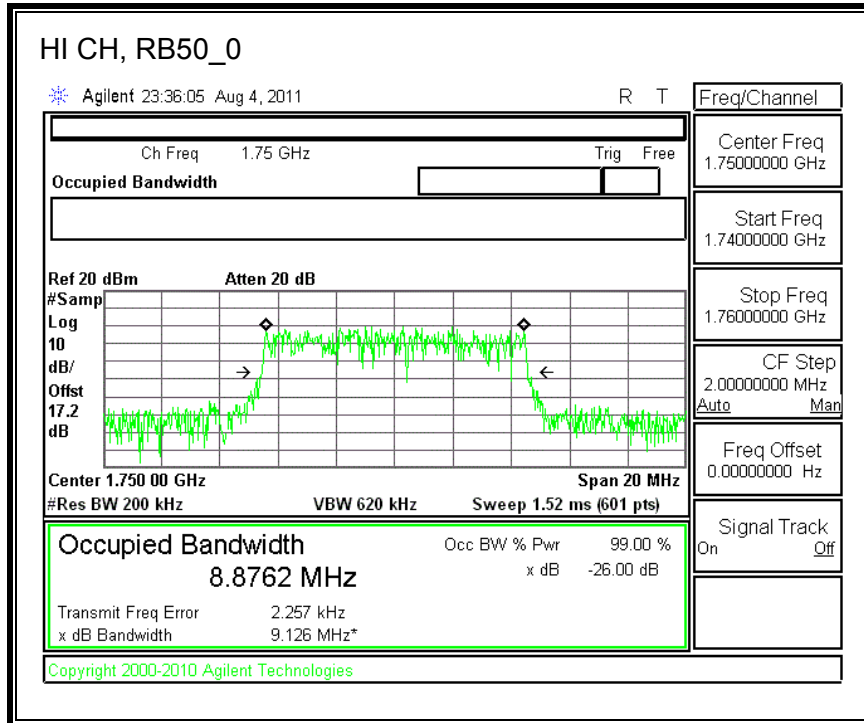 HI CH, RB50_0
Agilent 23:36:05 Aug 4, 2011 R T
Freq/Channel
Ch Freq 1.75 GHz Trig Free
Occupied Bandwidth
Center Freq
1.75000000 GHz
Start Freq
1.74000000 GHz
Stop Freq
1.76000000 GHz
CF Step
2.00000000 MHz
Auto Man
Freq Offset
0.00000000 Hz
Signal Track
On Off
Ref 20 dBm Atten 20 dB
#Samp
Log
10
dB/
Offst
17.2
dB
Center 1.750 00 GHz Span 20 MHz
#Res BW 200 kHz VBW 620 kHz Sweep 1.52 ms (601 pts)
Occupied Bandwidth Occ BW % Pwr 99.00 %
8.8762 MHz x dB -26.00 dB
Transmit Freq Error 2.257 kHz
x dB Bandwidth 9.126 MHz*
Copyright 2000-2010 Agilent Technologies